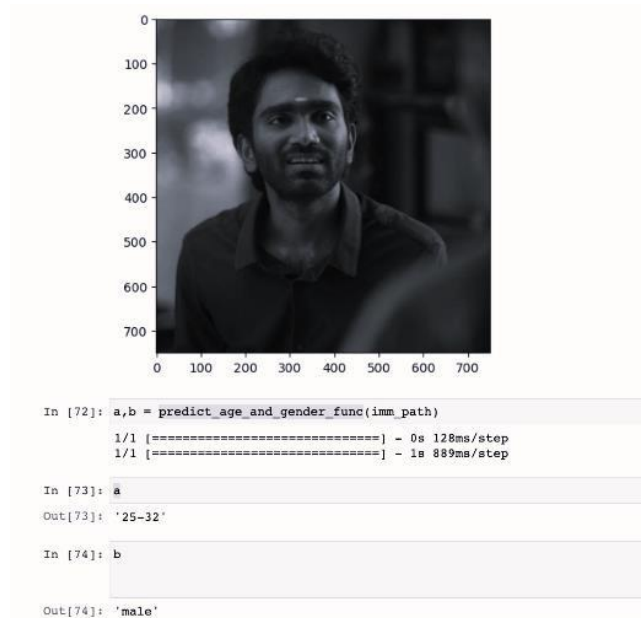 0
100
200
300
400
500
600
700
0 100 200 300 400 500 600 700
In [72]: a,b = predict_age_and_gender_func(imm_path)
1/1 [==============================] - 0s 128ms/step
1/1 [==============================] - 1s 889ms/step
In [73]: a
Out[73]: '25-32'
In [74]: b
Out[74]: 'male'